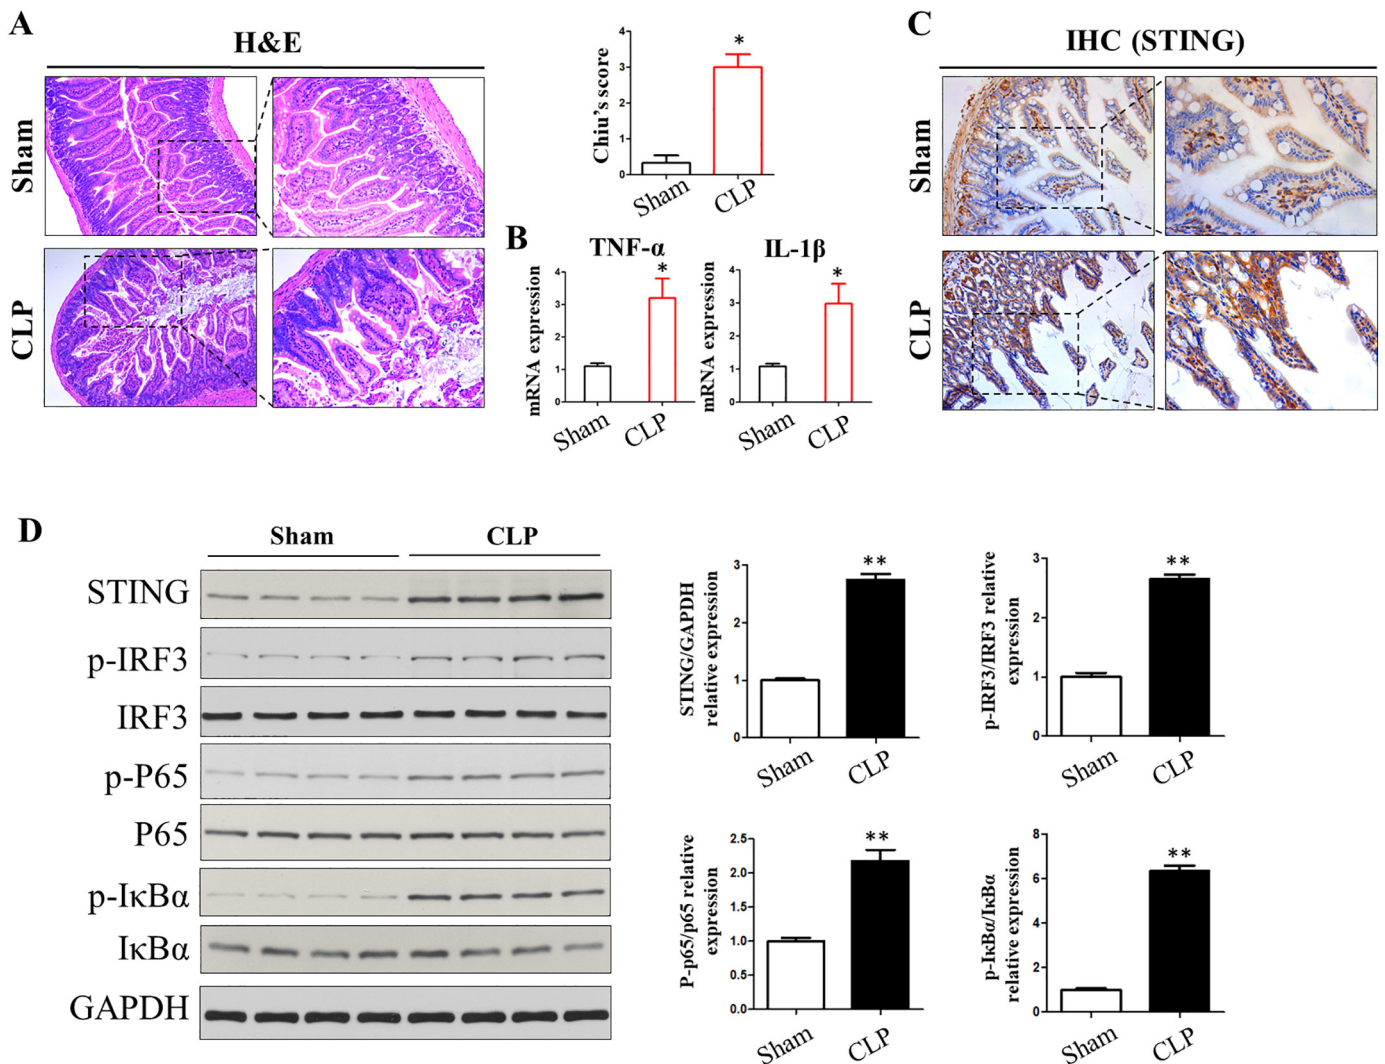 A
H&E
Sham
CLP
Chiu's score
4
3
2
1
0
*
Sham
CLP
B
TNF-α
mRNA expression
4
3
2
1
0
*
Sham
CLP
IL-1β
mRNA expression
4
3
2
1
0
*
Sham
CLP
C
IHC (STING)
Sham
CLP
D
Sham
CLP
STING
p-IRF3
IRF3
p-P65
P65
p-IκBα
IκBα
GAPDH
STING/GAPDH
relative expression
3
2
1
0
**
Sham
CLP
p-IRF3/IRF3 relative
expression
3
2
1
0
**
Sham
CLP
P-p65/p65 relative
expression
2.5
2.0
1.5
1.0
0.5
0.0
**
Sham
CLP
p-IκBα/IκBα
relative expression
8
6
4
2
0
**
Sham
CLP